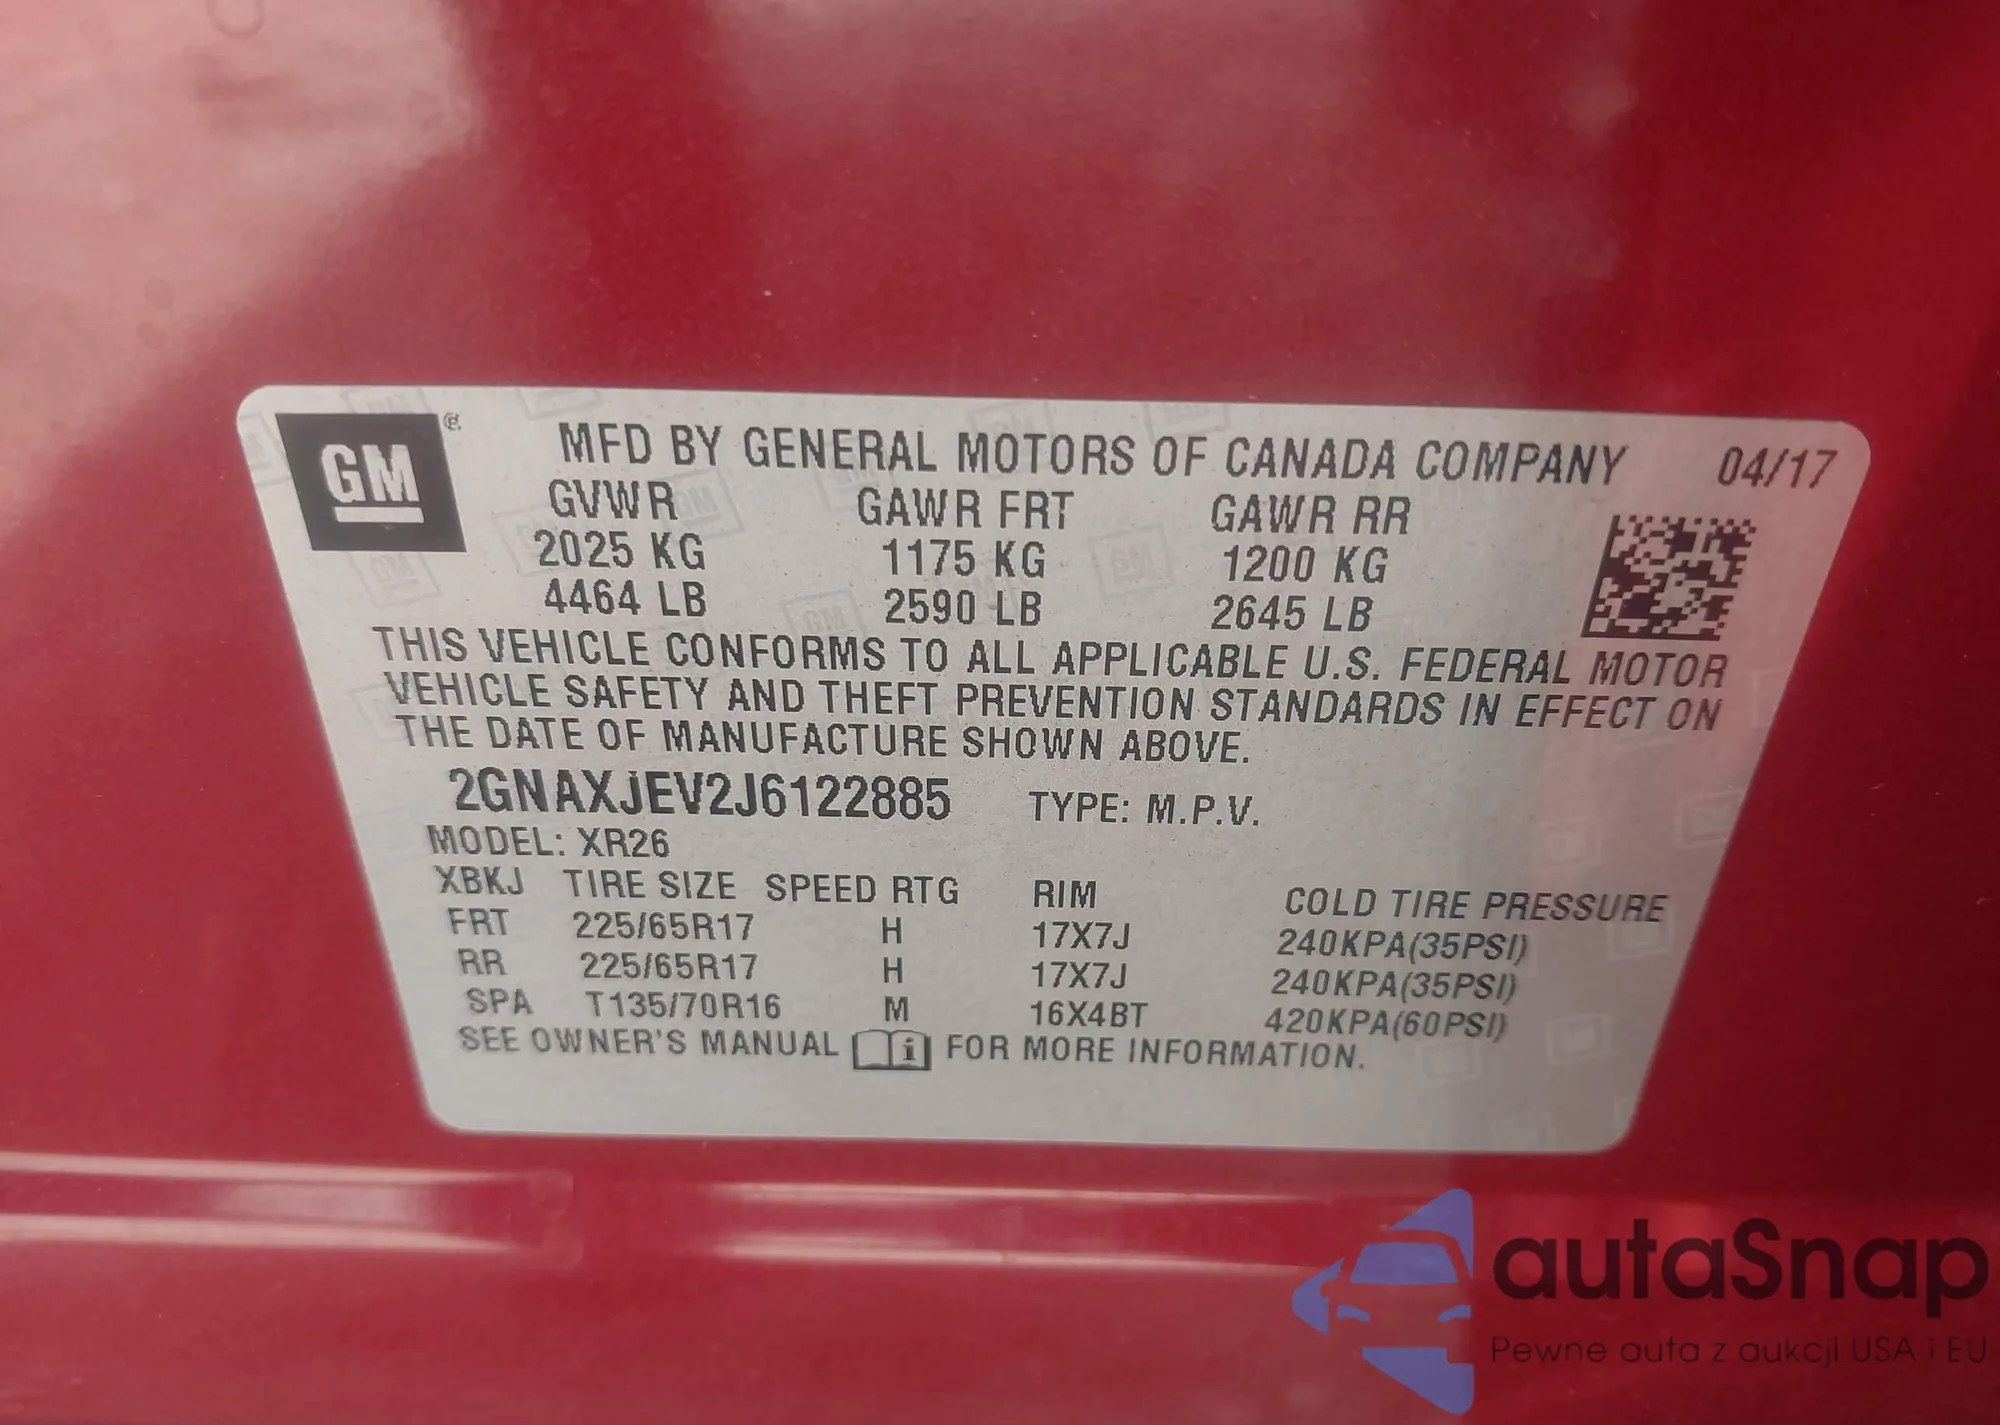 GM ®
MFD BY GENERAL MOTORS OF CANADA COMPANY 04/17
GVWR GAWR FRT GAWR RR
2025 KG 1175 KG 1200 KG
4464 LB 2590 LB 2645 LB
THIS VEHICLE CONFORMS TO ALL APPLICABLE U.S. FEDERAL MOTOR
VEHICLE SAFETY AND THEFT PREVENTION STANDARDS IN EFFECT ON
THE DATE OF MANUFACTURE SHOWN ABOVE.
2GNAXJEV2J6122885 TYPE: M.P.V.
MODEL: XR26
XBKJ TIRE SIZE SPEED RTG RIM COLD TIRE PRESSURE
FRT 225/65R17 H 17X7J 240KPA(35PSI)
RR 225/65R17 H 17X7J 240KPA(35PSI)
SPA T135/70R16 M 16X4BT 420KPA(60PSI)
SEE OWNER'S MANUAL i FOR MORE INFORMATION.
autaSnap
Pewne auta z aukcji USA i EU